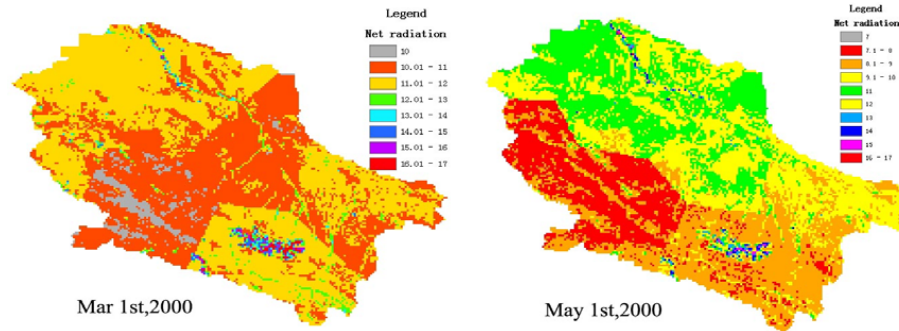 Legend
Net radiation
10
10.01 - 11
11.01 - 12
12.01 - 13
13.01 - 14
14.01 - 15
15.01 - 16
16.01 - 17
Mar 1st,2000
Legend
Net radiation
7
7.1 - 8
8.1 - 9
9.1 - 10
11
12
13
14
15
16 - 17
May 1st,2000